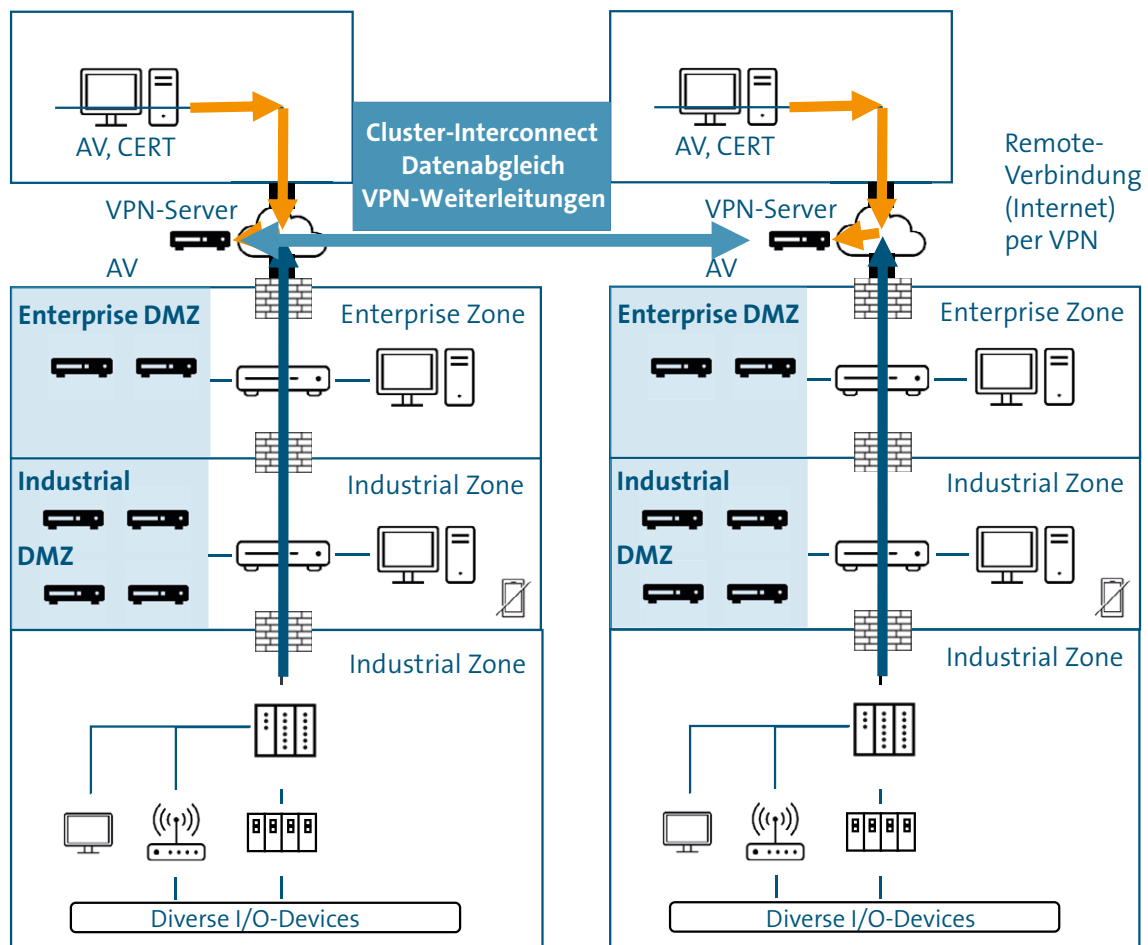 AV, CERT
Cluster-Interconnect
Datenabgleich
VPN-Weiterleitungen
AV, CERT
Remote-
Verbindung
(Internet)
per VPN
VPN-Server
AV
VPN-Server
AV
Enterprise DMZ
Enterprise Zone
Enterprise DMZ
Enterprise Zone
Industrial
DMZ
Industrial Zone
Industrial
DMZ
Industrial Zone
Industrial Zone
Industrial Zone
Diverse I/O-Devices
Diverse I/O-Devices